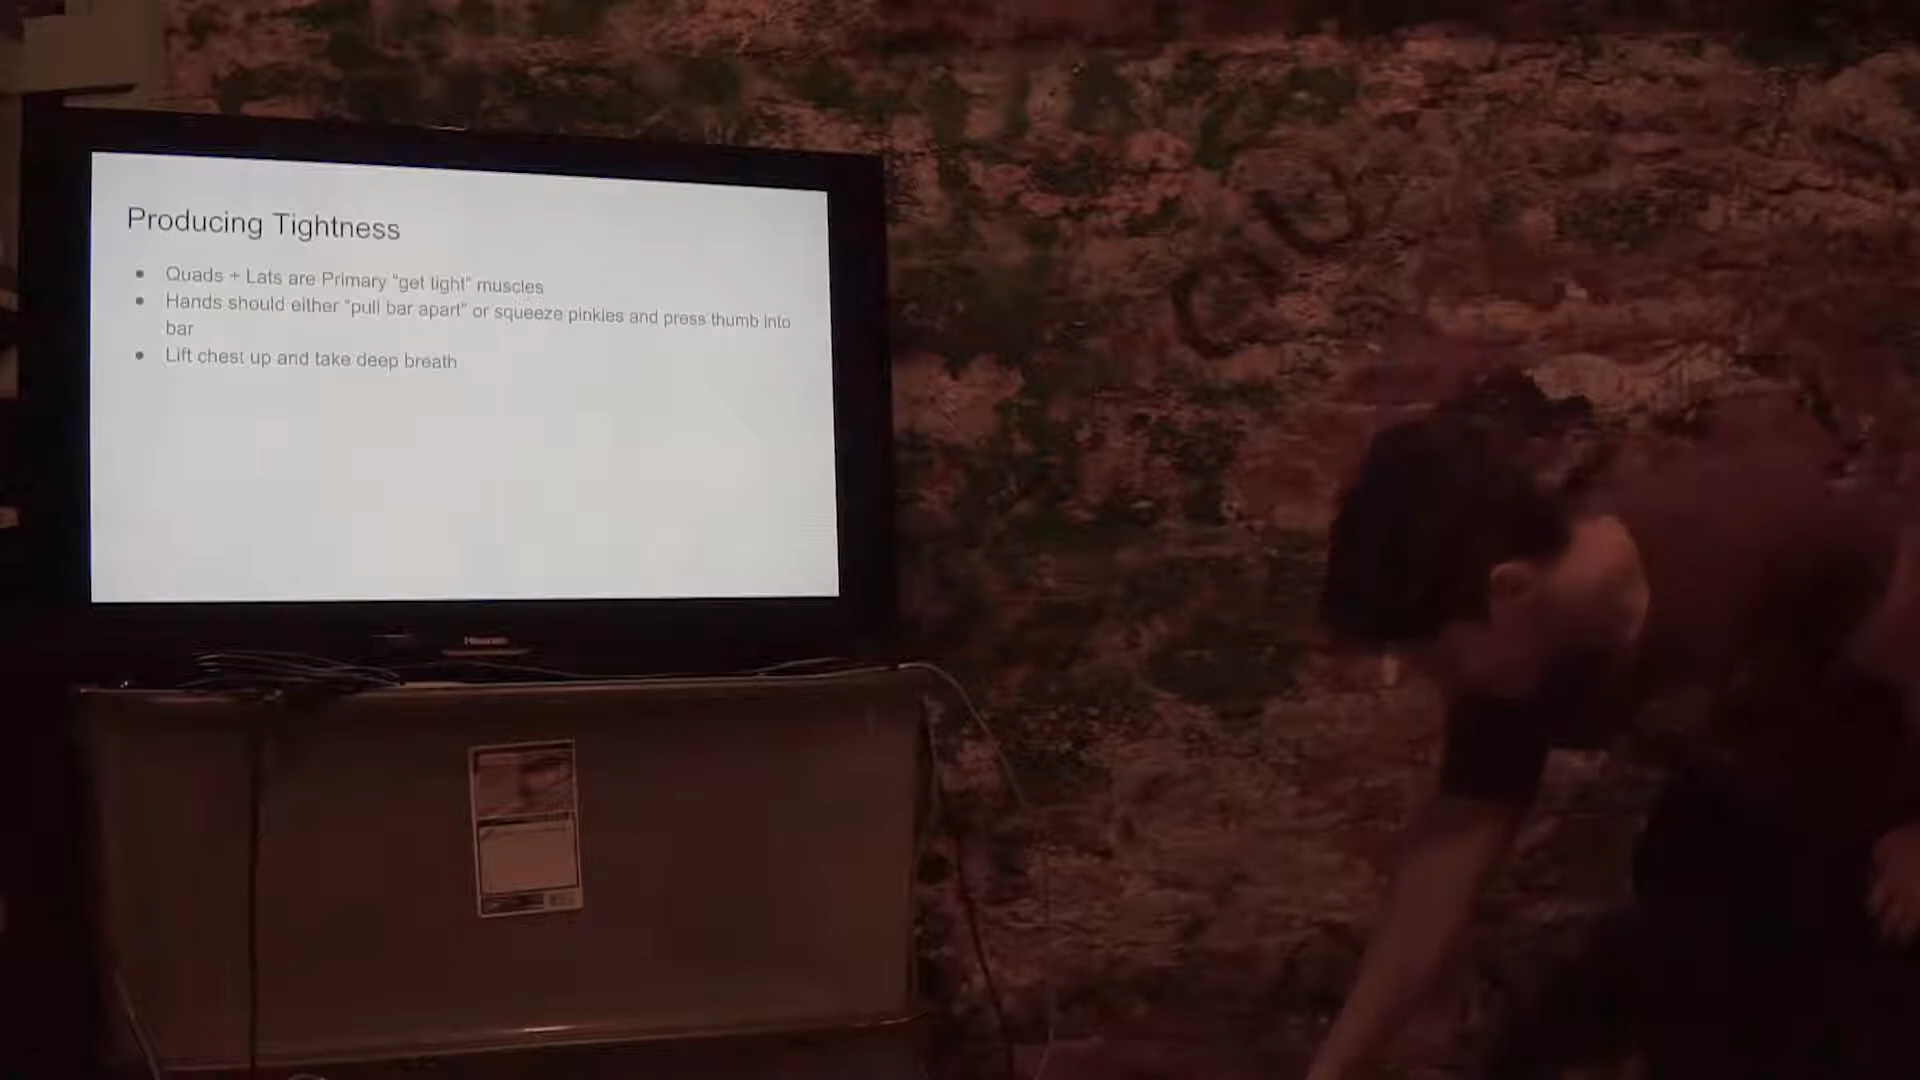 Producing Tightness
• Quads + Lats are Primary “get tight” muscles
• Hands should either “pull bar apart” or squeeze pinkies and press thumb into
bar
• Lift chest up and take deep breath
Hisense